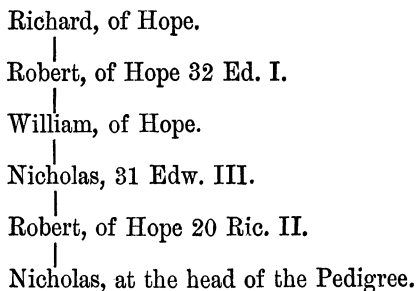 Richard, of Hope.
Robert, of Hope 32 Ed. I.
William, of Hope.
Nicholas, 31 Edw. III.
Robert, of Hope 20 Ric. II.
Nicholas, at the head of the Pedigree.